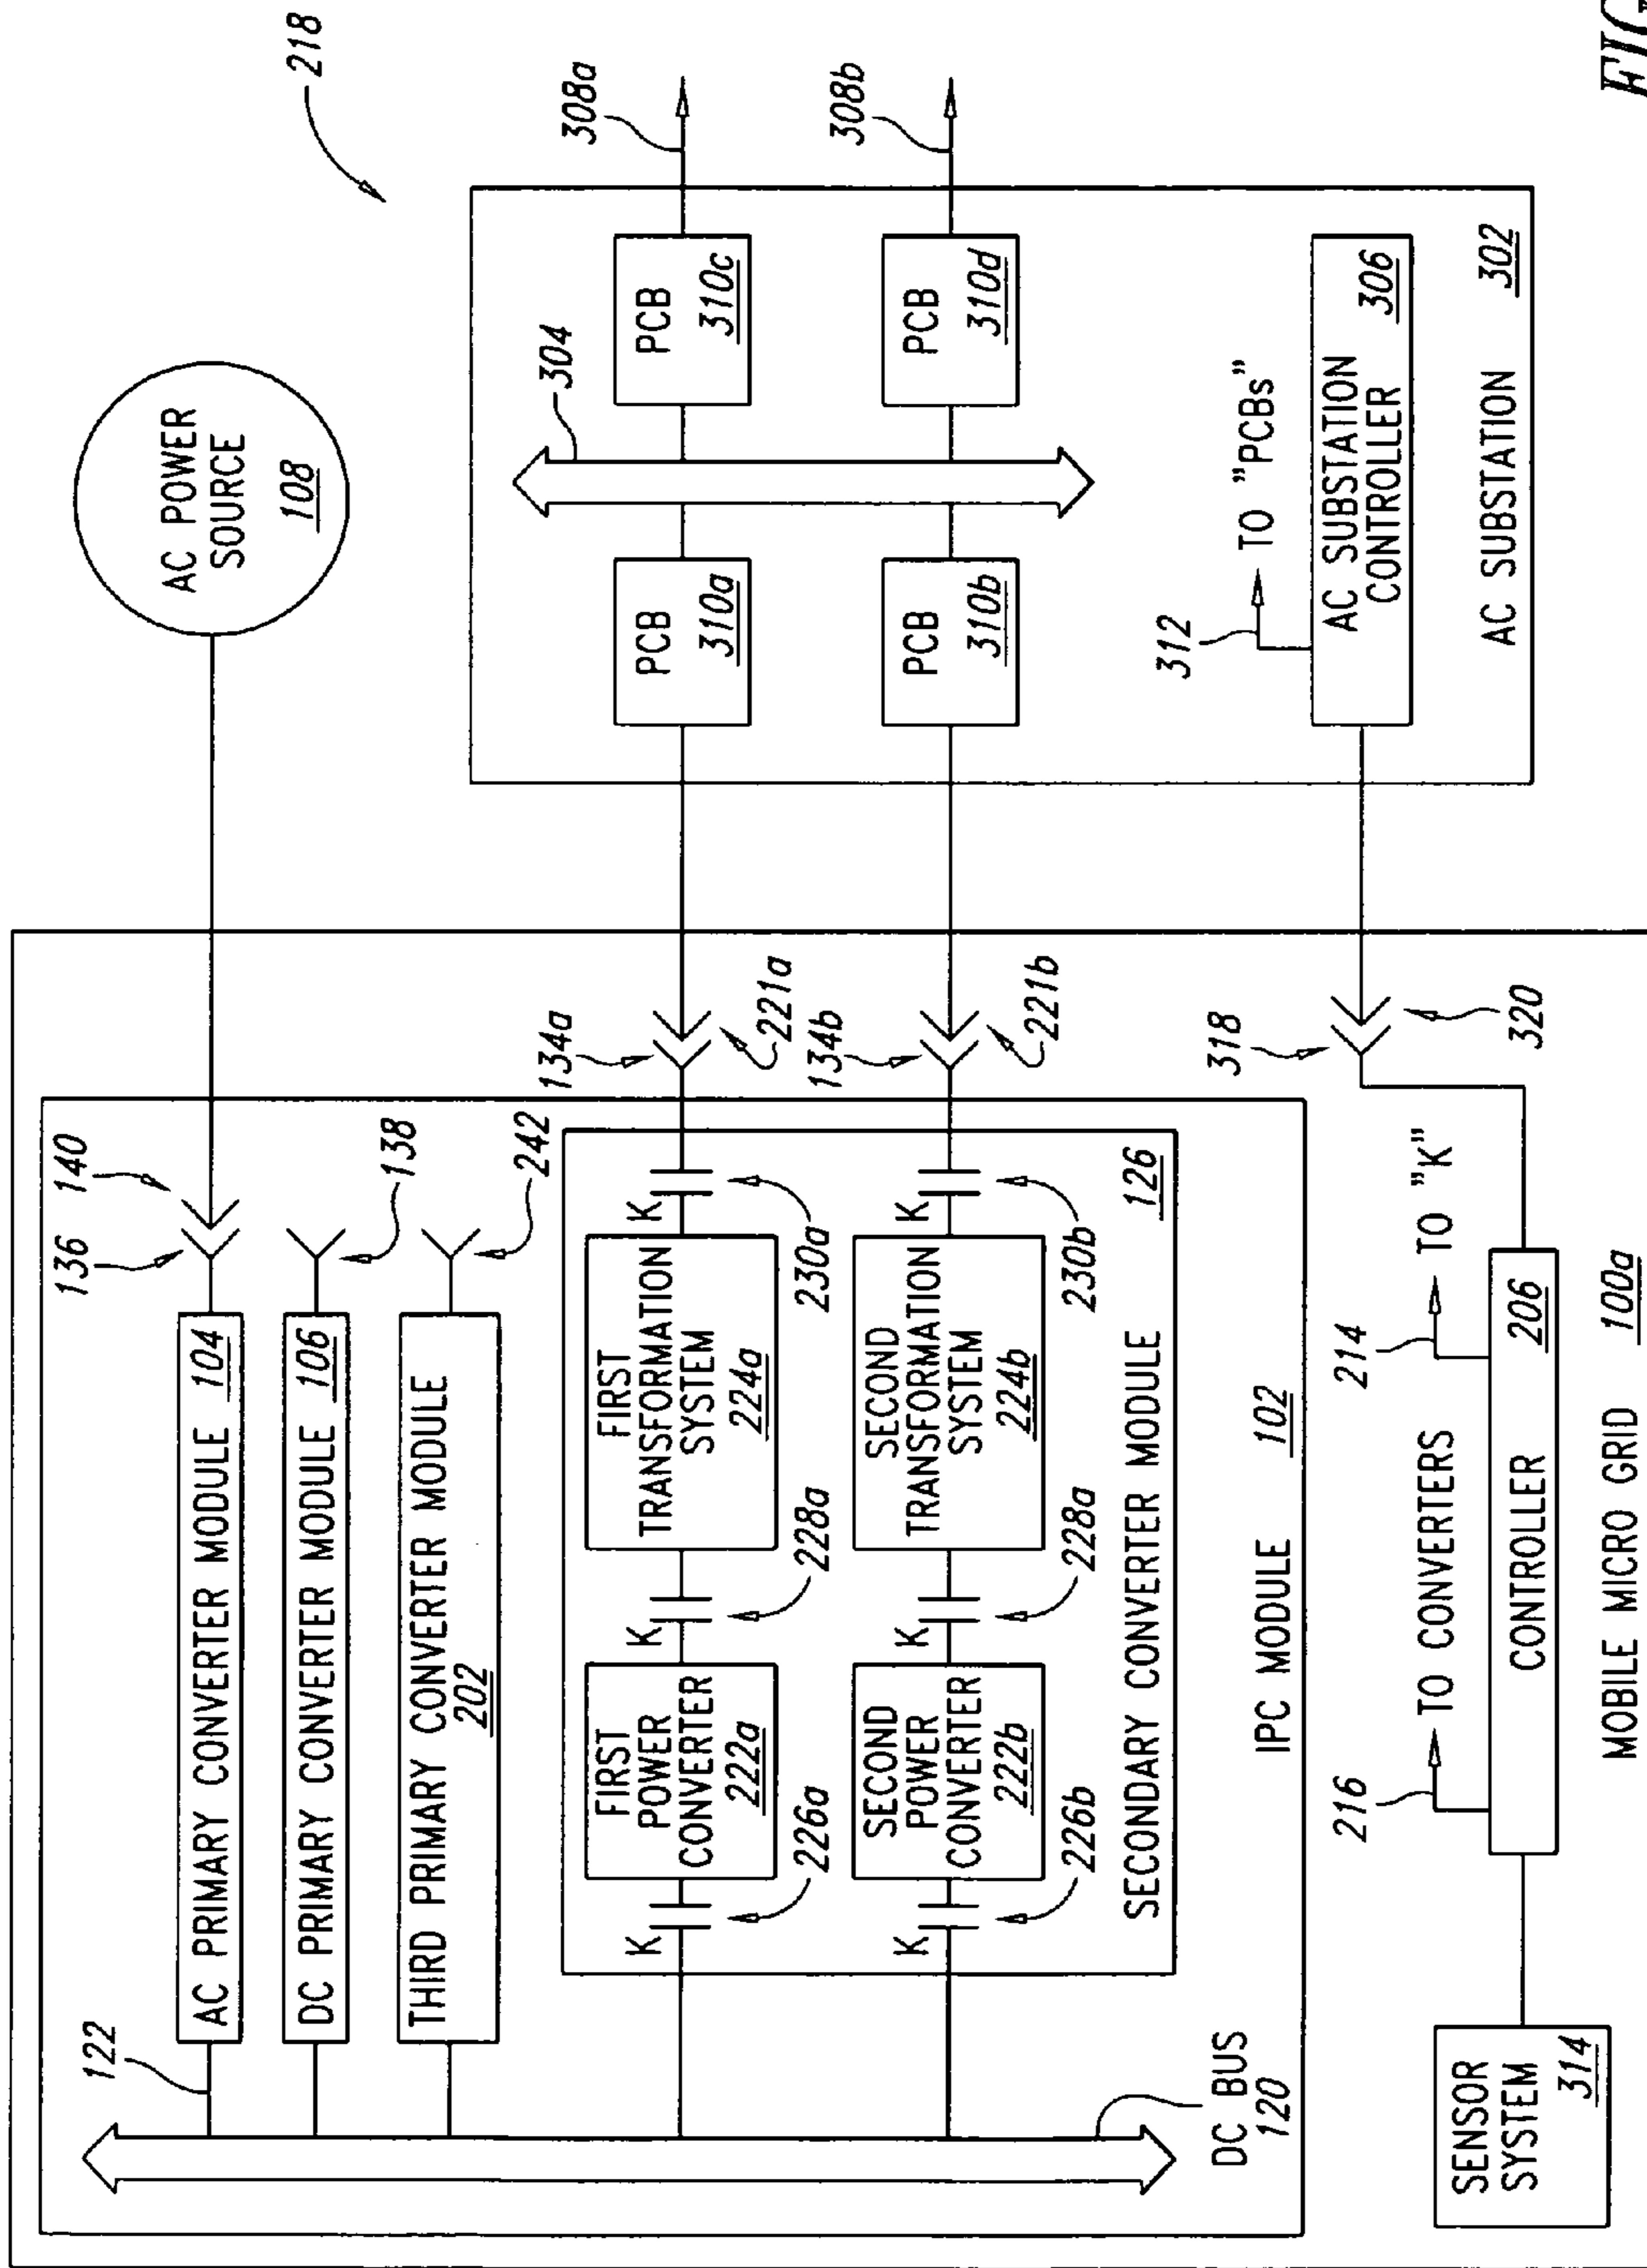 218
AC POWER
SOURCE
108
136
140
122
AC PRIMARY CONVERTER MODULE 104
138
DC PRIMARY CONVERTER MODULE 106
242
THIRD PRIMARY CONVERTER MODULE
202
134a
221a
308a
FIRST
POWER
CONVERTER
222a
FIRST
TRANSFORMATION
SYSTEM
224a
K
K
K
226a
228a
230a
PCB
310a
304
PCB
310c
134b
221b
308b
SECOND
POWER
CONVERTER
222b
SECOND
TRANSFORMATION
SYSTEM
224b
K
K
K
226b
228a
230b
PCB
310b
PCB
310d
SECONDARY CONVERTER MODULE 126
DC BUS
120
IPC MODULE 102
312
TO "PCBs"
AC SUBSTATION
CONTROLLER 306
AC SUBSTATION 302
318
320
216
TO CONVERTERS
214
TO "K"
CONTROLLER 206
SENSOR
SYSTEM
314
MOBILE MICRO GRID 100a
FIG